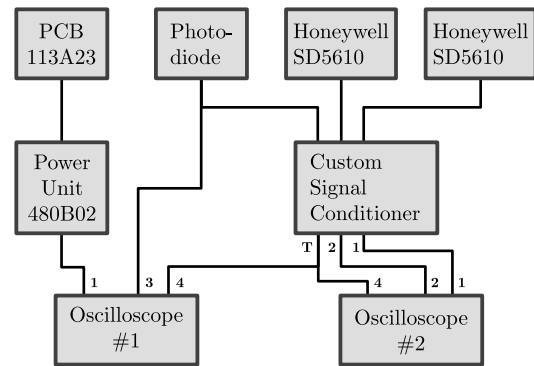 PCB
113A23
Photo-
diode
Honeywell
SD5610
Honeywell
SD5610
Power
Unit
480B02
Custom
Signal
Conditioner
T 2 1
1 3 4
4 2 1
Oscilloscope
#1
Oscilloscope
#2